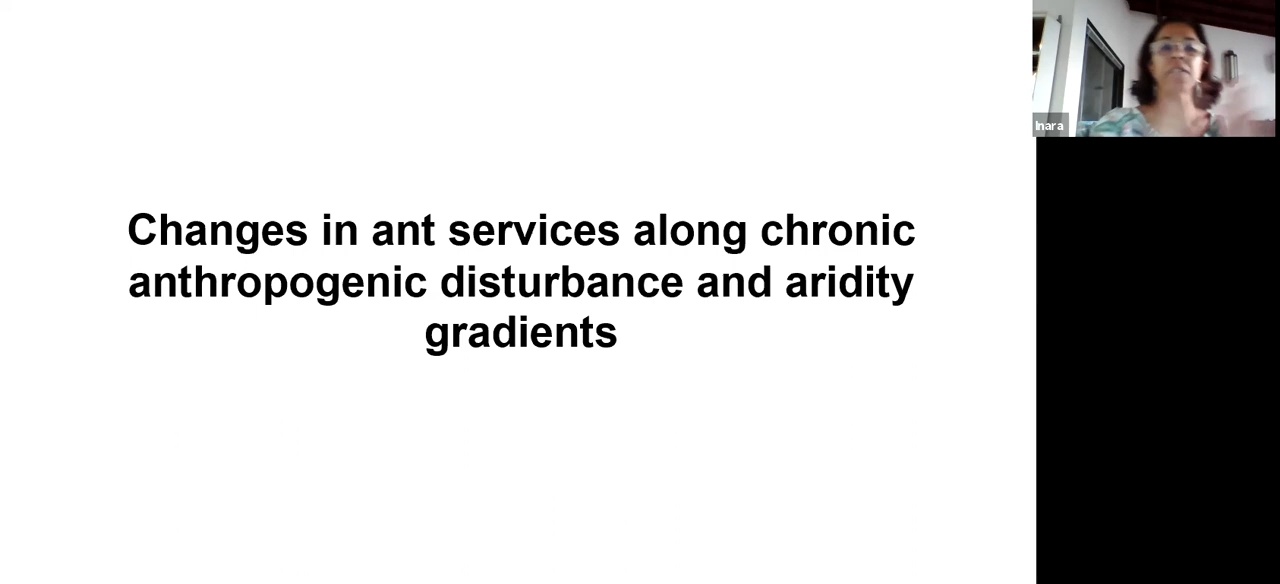 Inara
Changes in ant services along chronic
anthropogenic disturbance and aridity
gradients